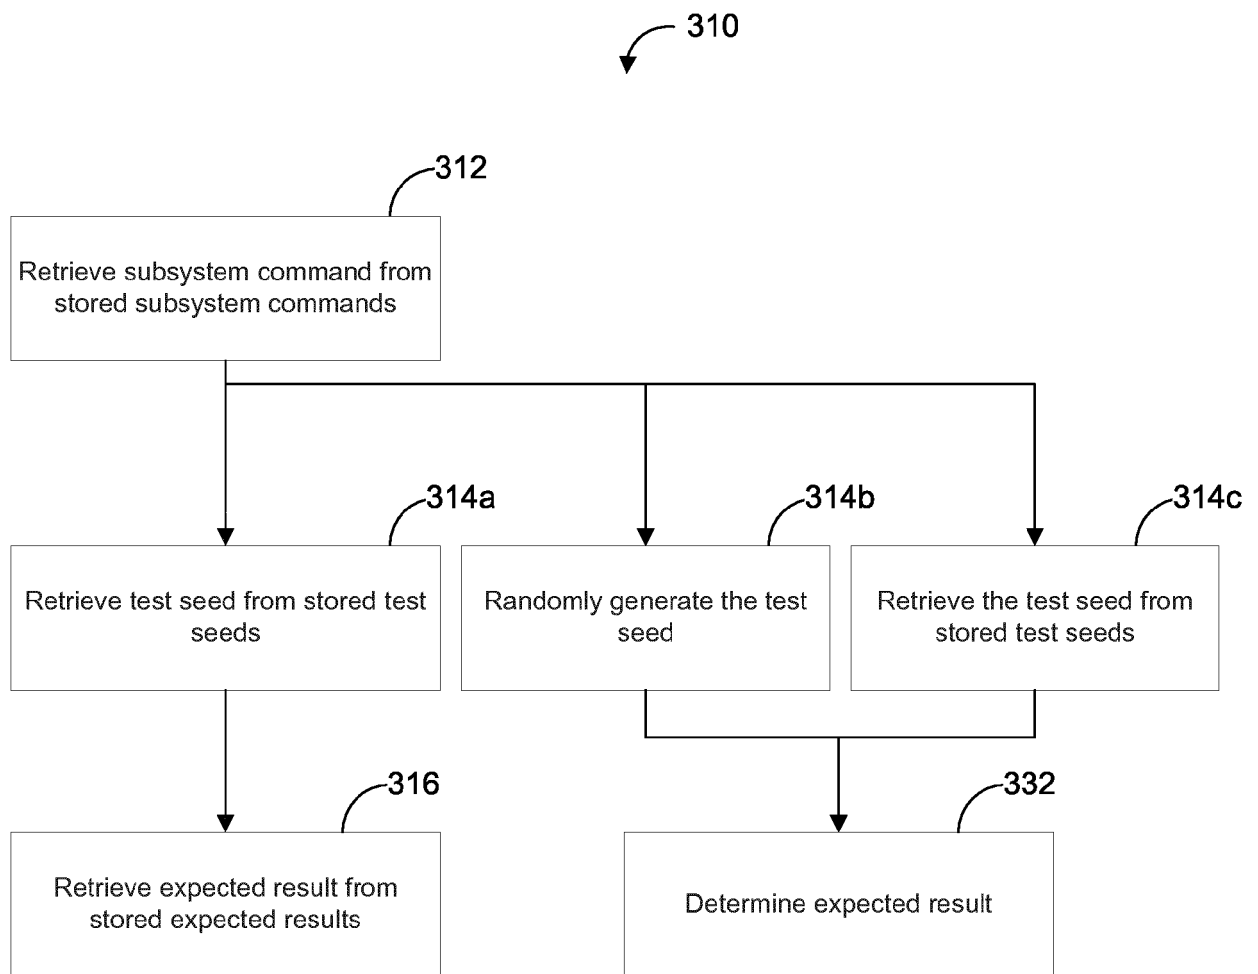 310
312
Retrieve subsystem command from
stored subsystem commands
314a
314b
314c
Retrieve test seed from stored test
seeds
Randomly generate the test
seed
Retrieve the test seed from
stored test seeds
316
332
Retrieve expected result from
stored expected results
Determine expected result